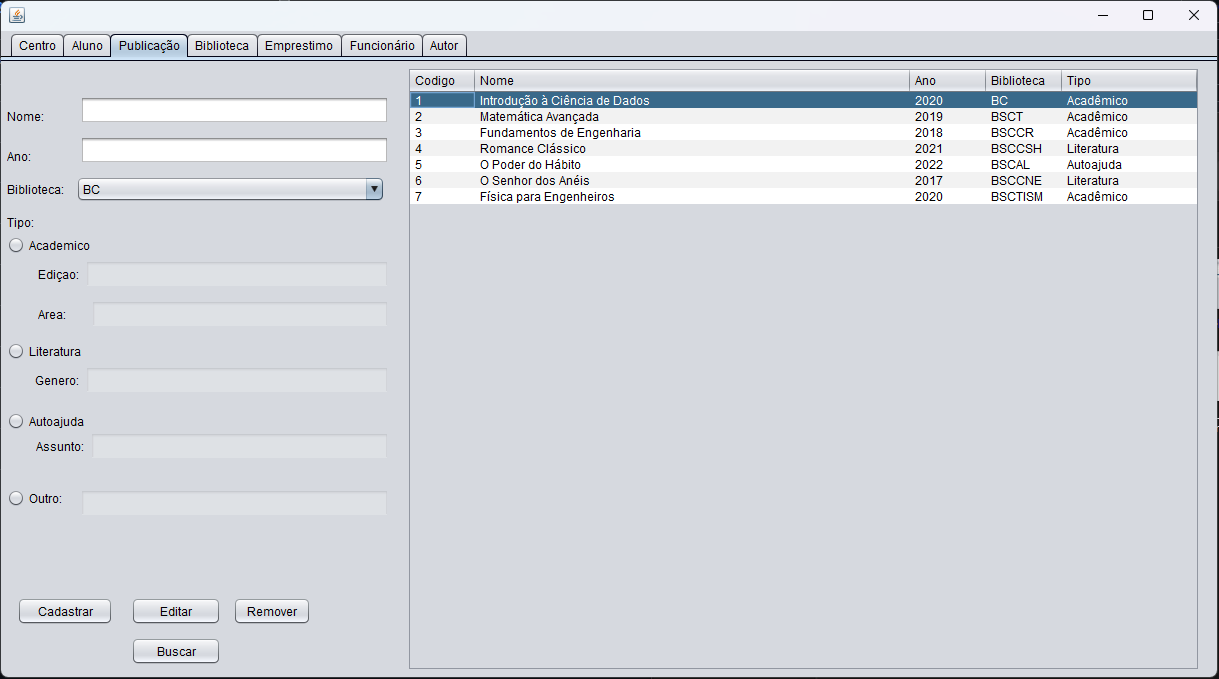 Centro Aluno Publicação Biblioteca Emprestimo Funcionário Autor
Nome:
Ano:
Biblioteca: BC
Tipo:
Academico
Ediçao:
Area:
Literatura
Genero:
Autoajuda
Assunto:
Outro:
Cadastrar Editar Remover
Buscar
Codigo Nome Ano Biblioteca Tipo
1 Introdução à Ciência de Dados 2020 BC Acadêmico
2 Matemática Avançada 2019 BSCT Acadêmico
3 Fundamentos de Engenharia 2018 BSCCR Acadêmico
4 Romance Clássico 2021 BSCCSH Literatura
5 O Poder do Hábito 2022 BSCAL Autoajuda
6 O Senhor dos Anéis 2017 BSCCNE Literatura
7 Física para Engenheiros 2020 BSCTISM Acadêmico